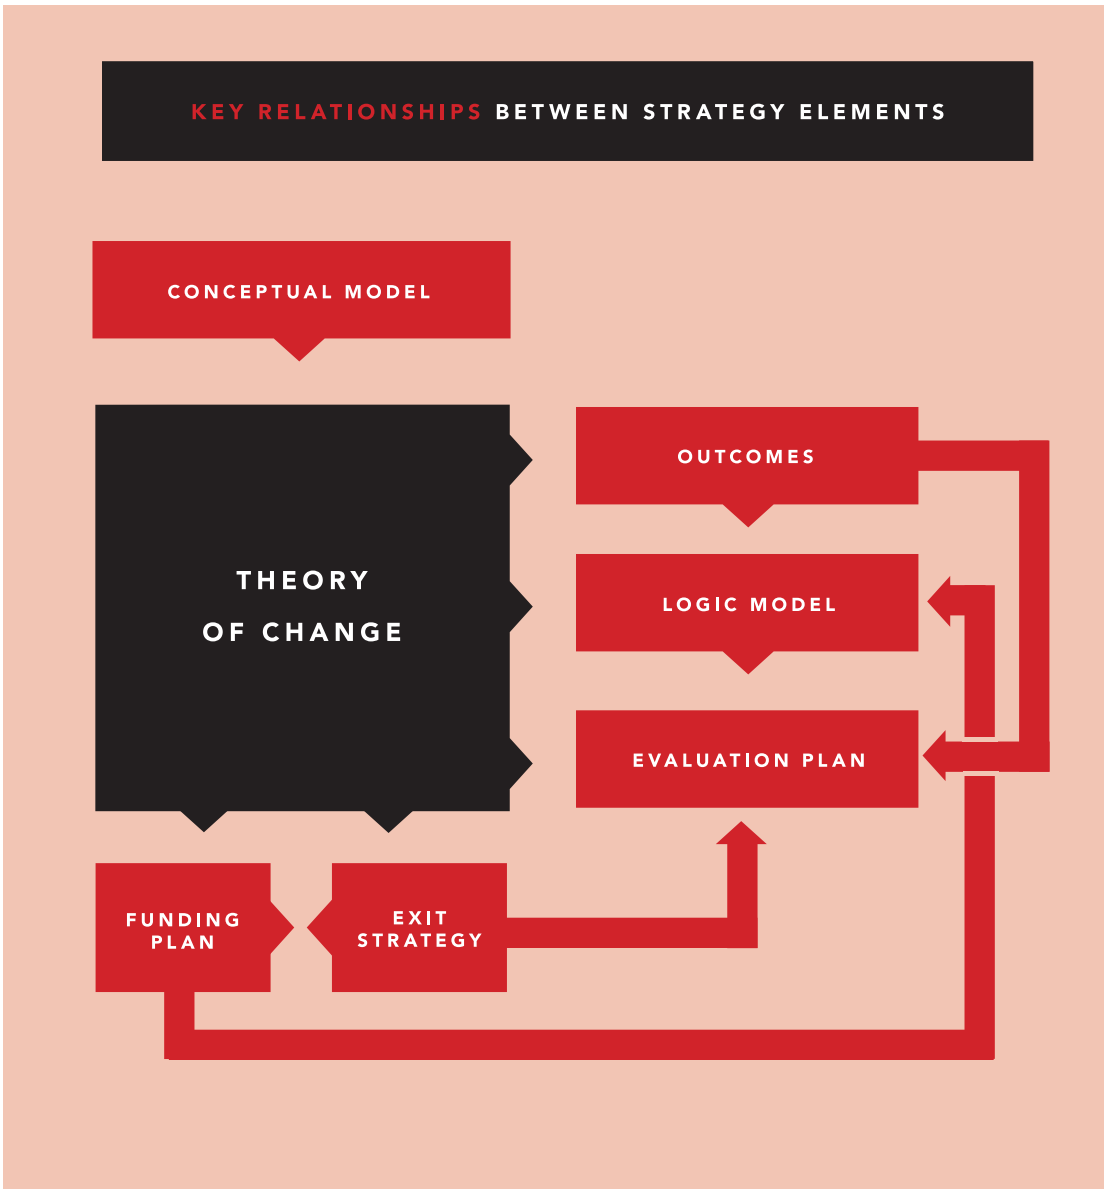 KEY RELATIONSHIPS BETWEEN STRATEGY ELEMENTS
CONCEPTUAL MODEL
THEORY
OF CHANGE
OUTCOMES
LOGIC MODEL
EVALUATION PLAN
FUNDING
PLAN
EXIT
STRATEGY